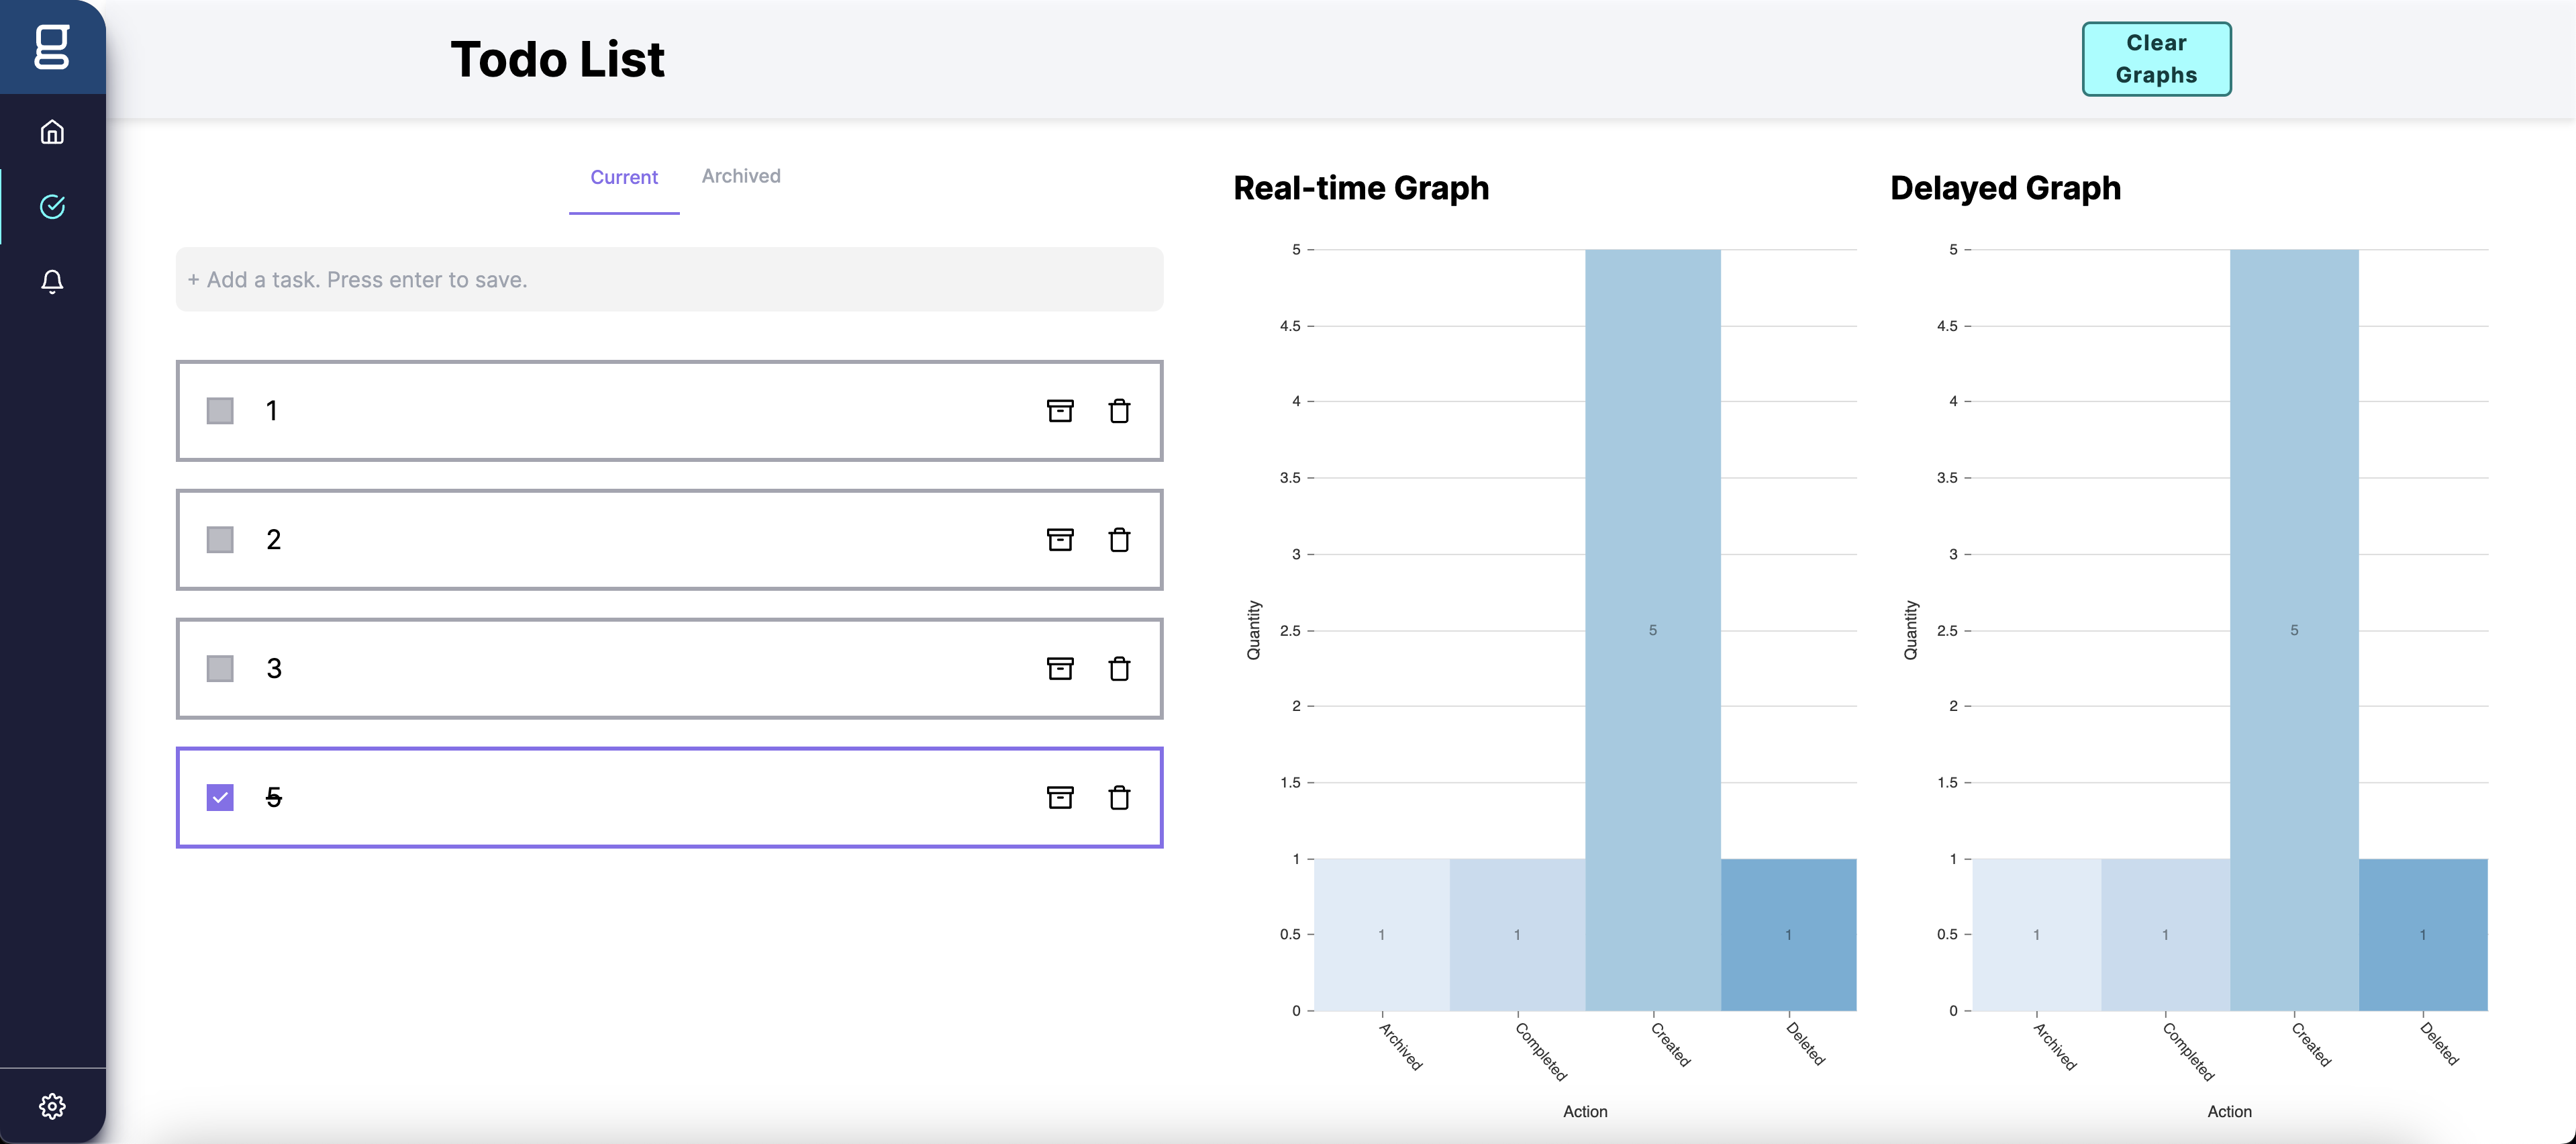 g
Todo List
Clear
Graphs
Current
Archived
+ Add a task. Press enter to save.
1
2
3
5
Real-time Graph
5
4.5
4
3.5
3
2.5
2
1.5
1
0.5
0
Quantity
1
1
5
1
Archived
Completed
Created
Deleted
Action
Delayed Graph
5
4.5
4
3.5
3
2.5
2
1.5
1
0.5
0
Quantity
1
1
5
1
Archived
Completed
Created
Deleted
Action